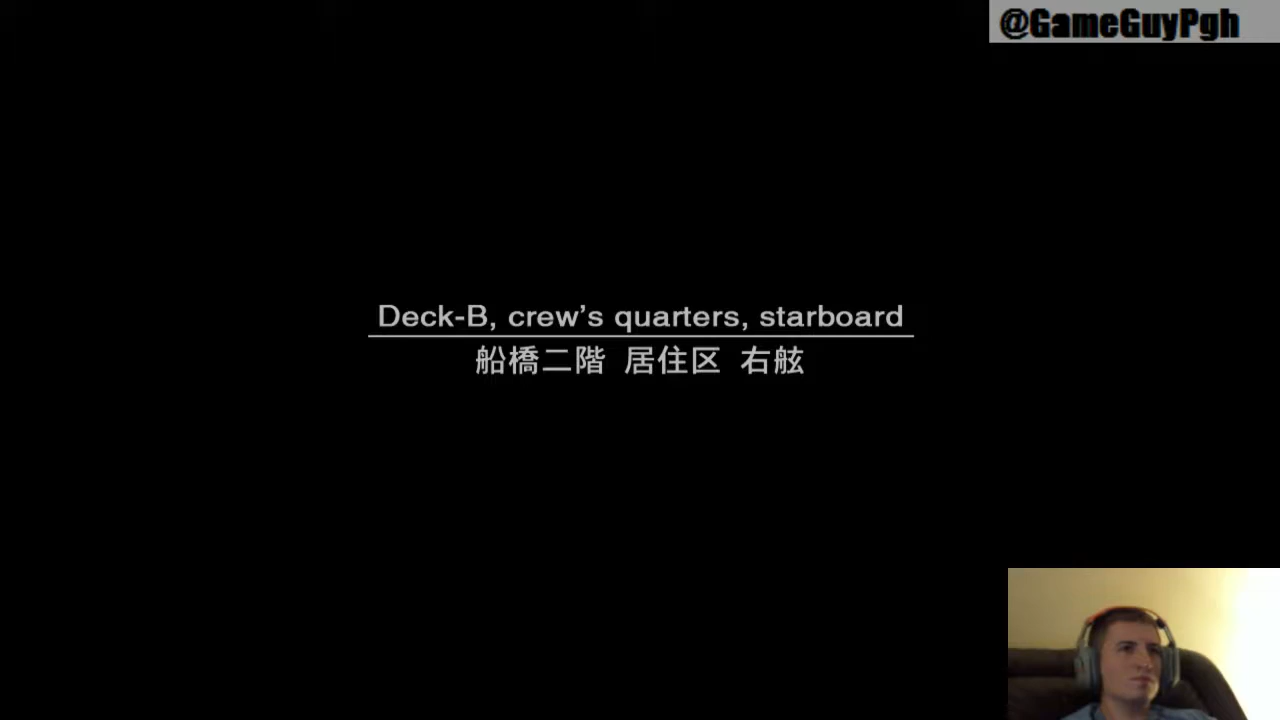 @GameGuyPgh
Deck-B, crew’s quarters, starboard
船橋二階 居住区 右舷